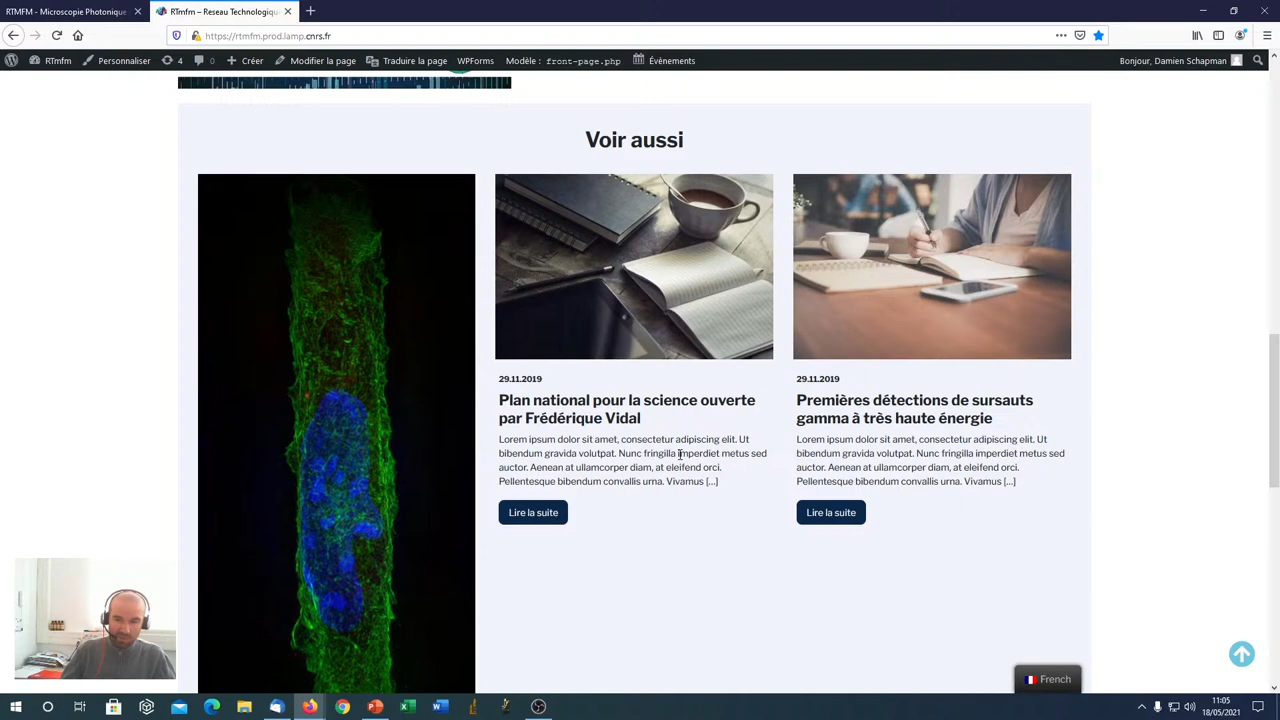 RTMFM – Microscopie Photonique
RTmfm – Reseau Technologiqu
https://rtmfm.prod.lamp.cnrs.fr
RTmfm
Personnaliser
4
0
Créer
Modifier la page
Traduire la page
WPForms
Modèle : front-page.php
Évènements
Bonjour, Damien Schapman
Voir aussi
29.11.2019
Plan national pour la science ouverte
par Frédérique Vidal
Lorem ipsum dolor sit amet, consectetur adipiscing elit. Ut
bibendum gravida volutpat. Nunc fringilla imperdiet metus sed
auctor. Aenean at ullamcorper diam, at eleifend orci.
Pellentesque bibendum convallis urna. Vivamus […]
Lire la suite
29.11.2019
Premières détections de sursauts
gamma à très haute énergie
Lorem ipsum dolor sit amet, consectetur adipiscing elit. Ut
bibendum gravida volutpat. Nunc fringilla imperdiet metus sed
auctor. Aenean at ullamcorper diam, at eleifend orci.
Pellentesque bibendum convallis urna. Vivamus […]
Lire la suite
French
11:05
18/05/2021